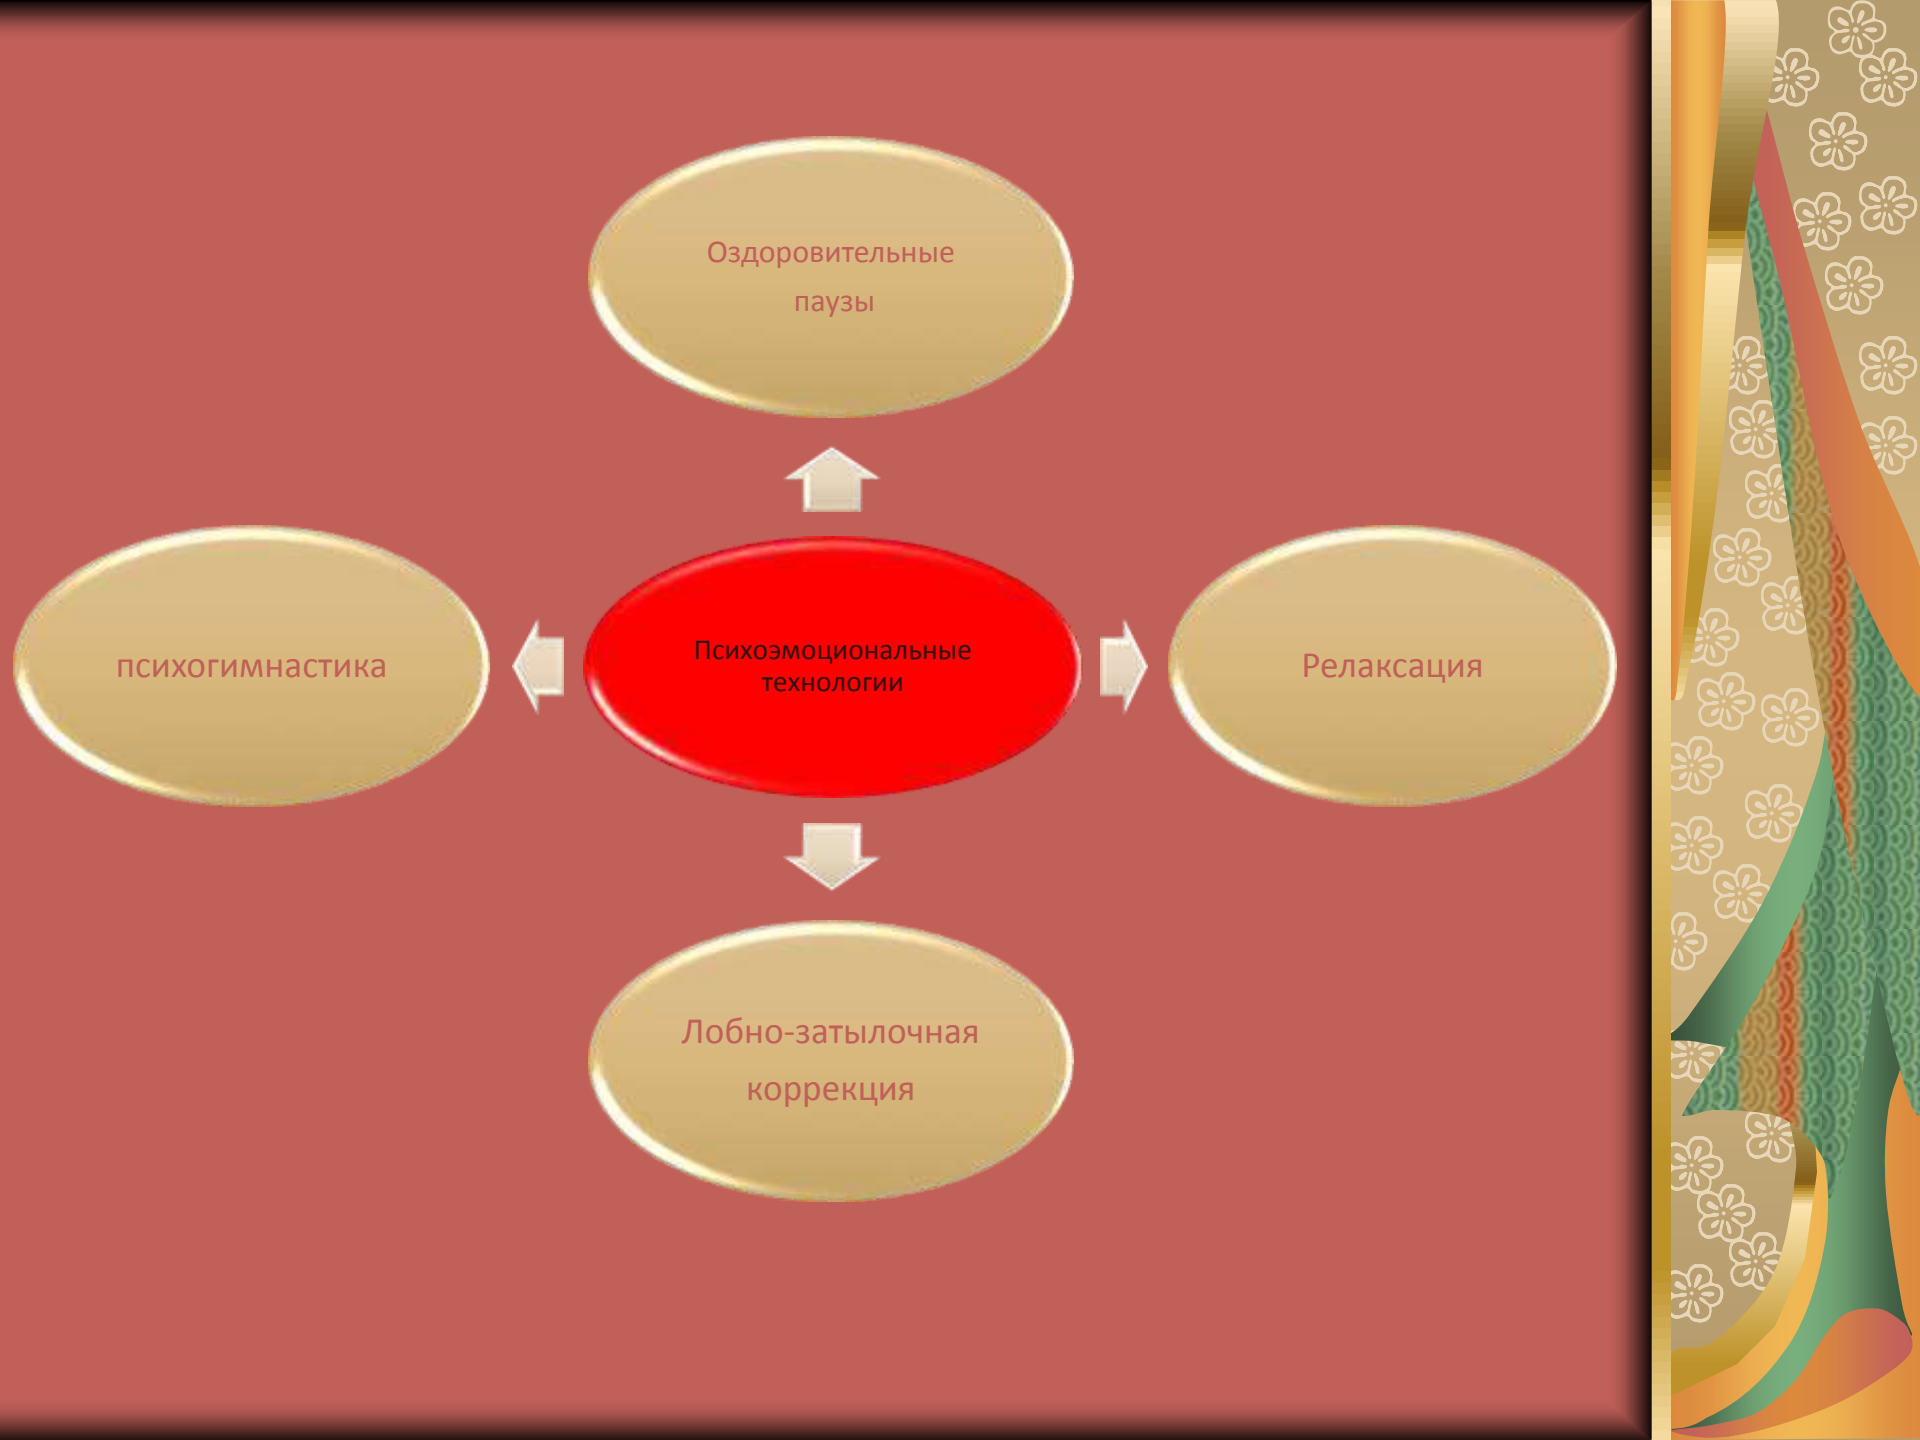 Оздоровительные
паузы
психогимнастика
Психоэмоциональные
технологии
Релаксация
Лобно-затылочная
коррекция